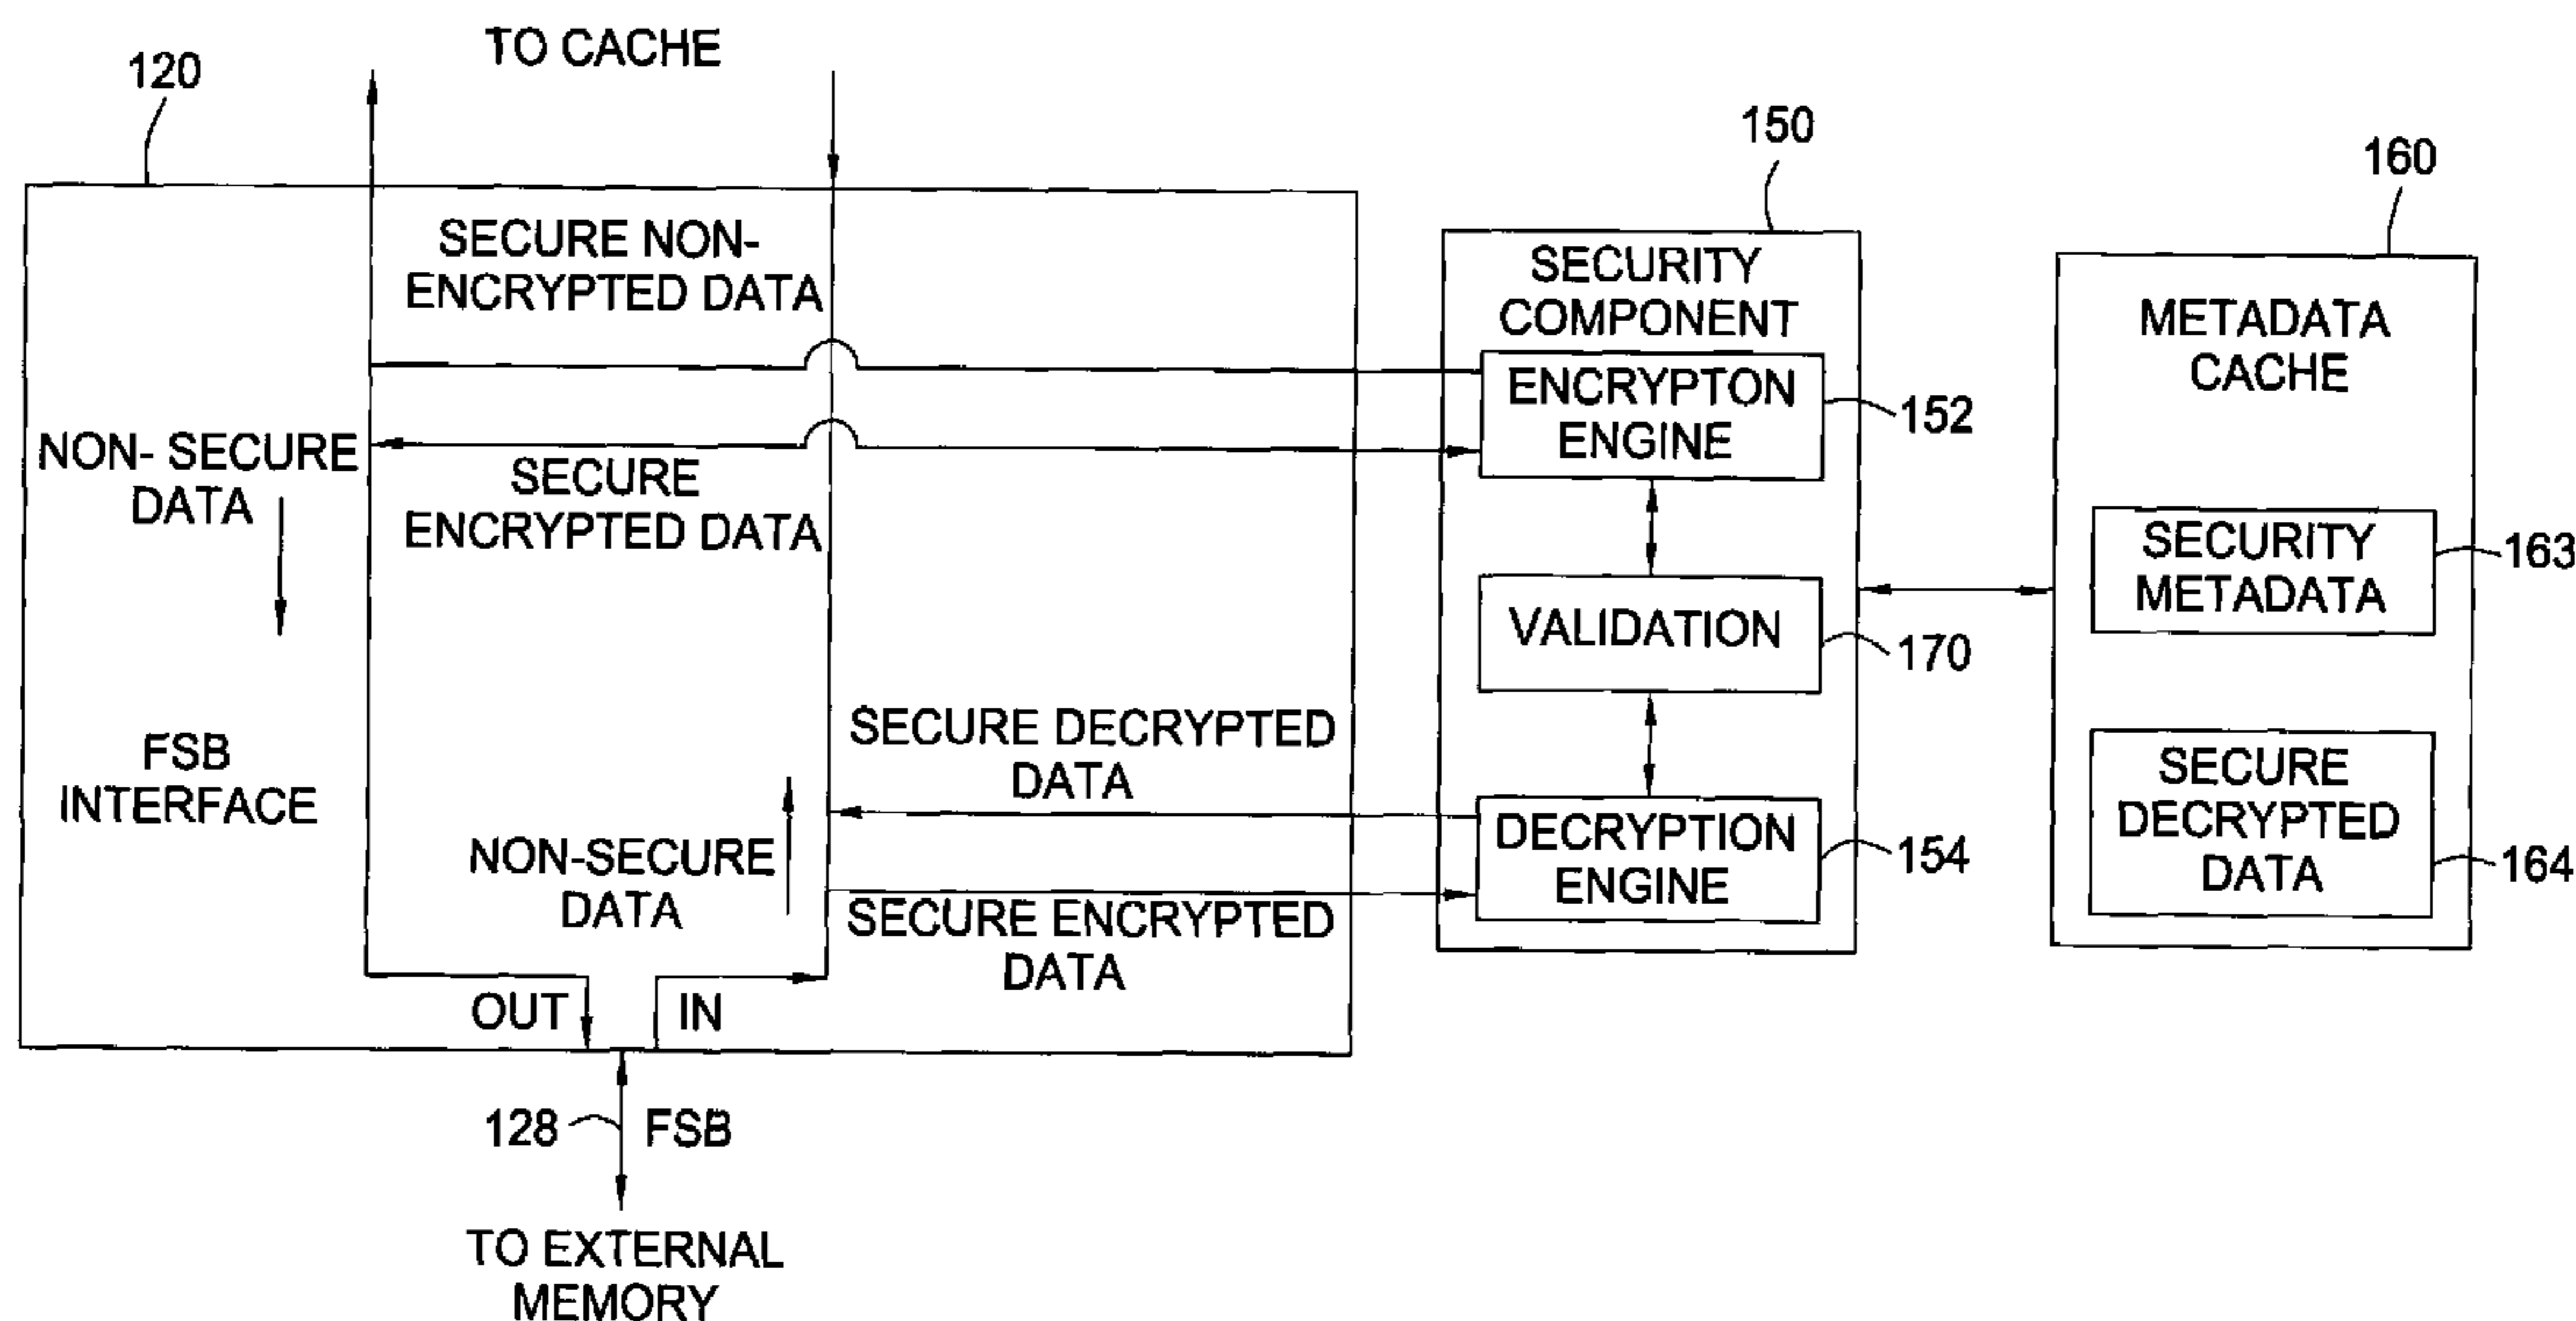 TO CACHE
120
150
160
SECURE NON-
ENCRYPTED DATA
SECURITY
COMPONENT
METADATA
CACHE
ENCRYPTON
ENGINE
152
NON- SECURE
DATA
SECURE
ENCRYPTED DATA
SECURITY
METADATA
163
VALIDATION
170
FSB
INTERFACE
SECURE DECRYPTED
DATA
NON-SECURE
DATA
DECRYPTION
ENGINE
154
SECURE
DECRYPTED
DATA
164
SECURE ENCRYPTED
DATA
OUT
IN
128
FSB
TO EXTERNAL
MEMORY